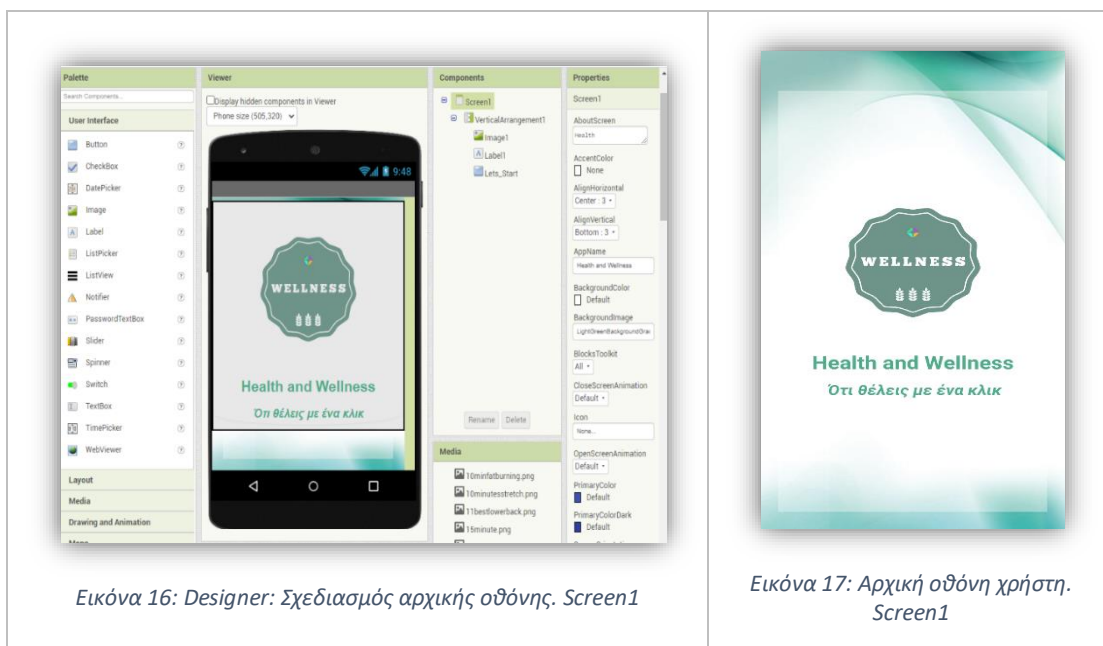 Palette
Search Components...
User Interface
Button
CheckBox
DatePicker
Image
Label
ListPicker
ListView
Notifier
PasswordTextBox
Slider
Spinner
Switch
TextBox
TimePicker
WebViewer
Layout
Media
Drawing and Animation
Viewer
Display hidden components in Viewer
Phone size (505,320)
9:48
WELLNESS
Health and Wellness
Ότι θέλεις με ένα κλικ
Components
Screen1
VerticalArrangement1
Image1
Label1
Lets_Start
Rename Delete
Media
10minfatburning.png
10minutesstretch.png
11bestlowerback.png
15minute.png
Properties
Screen1
AboutScreen
Health
AccentColor
None
AlignHorizontal
Center : 3
AlignVertical
Bottom : 3
AppName
Health and Wellness
BackgroundColor
Default
BackgroundImage
LightGreenBackgroundGra
BlocksToolkit
All
CloseScreenAnimation
Default
Icon
None...
OpenScreenAnimation
Default
PrimaryColor
Default
PrimaryColorDark
Default
Εικόνα 16: Designer: Σχεδιασμός αρχικής οθόνης. Screen1
WELLNESS
Health and Wellness
Ότι θέλεις με ένα κλικ
Εικόνα 17: Αρχική οθόνη χρήστη.
Screen1